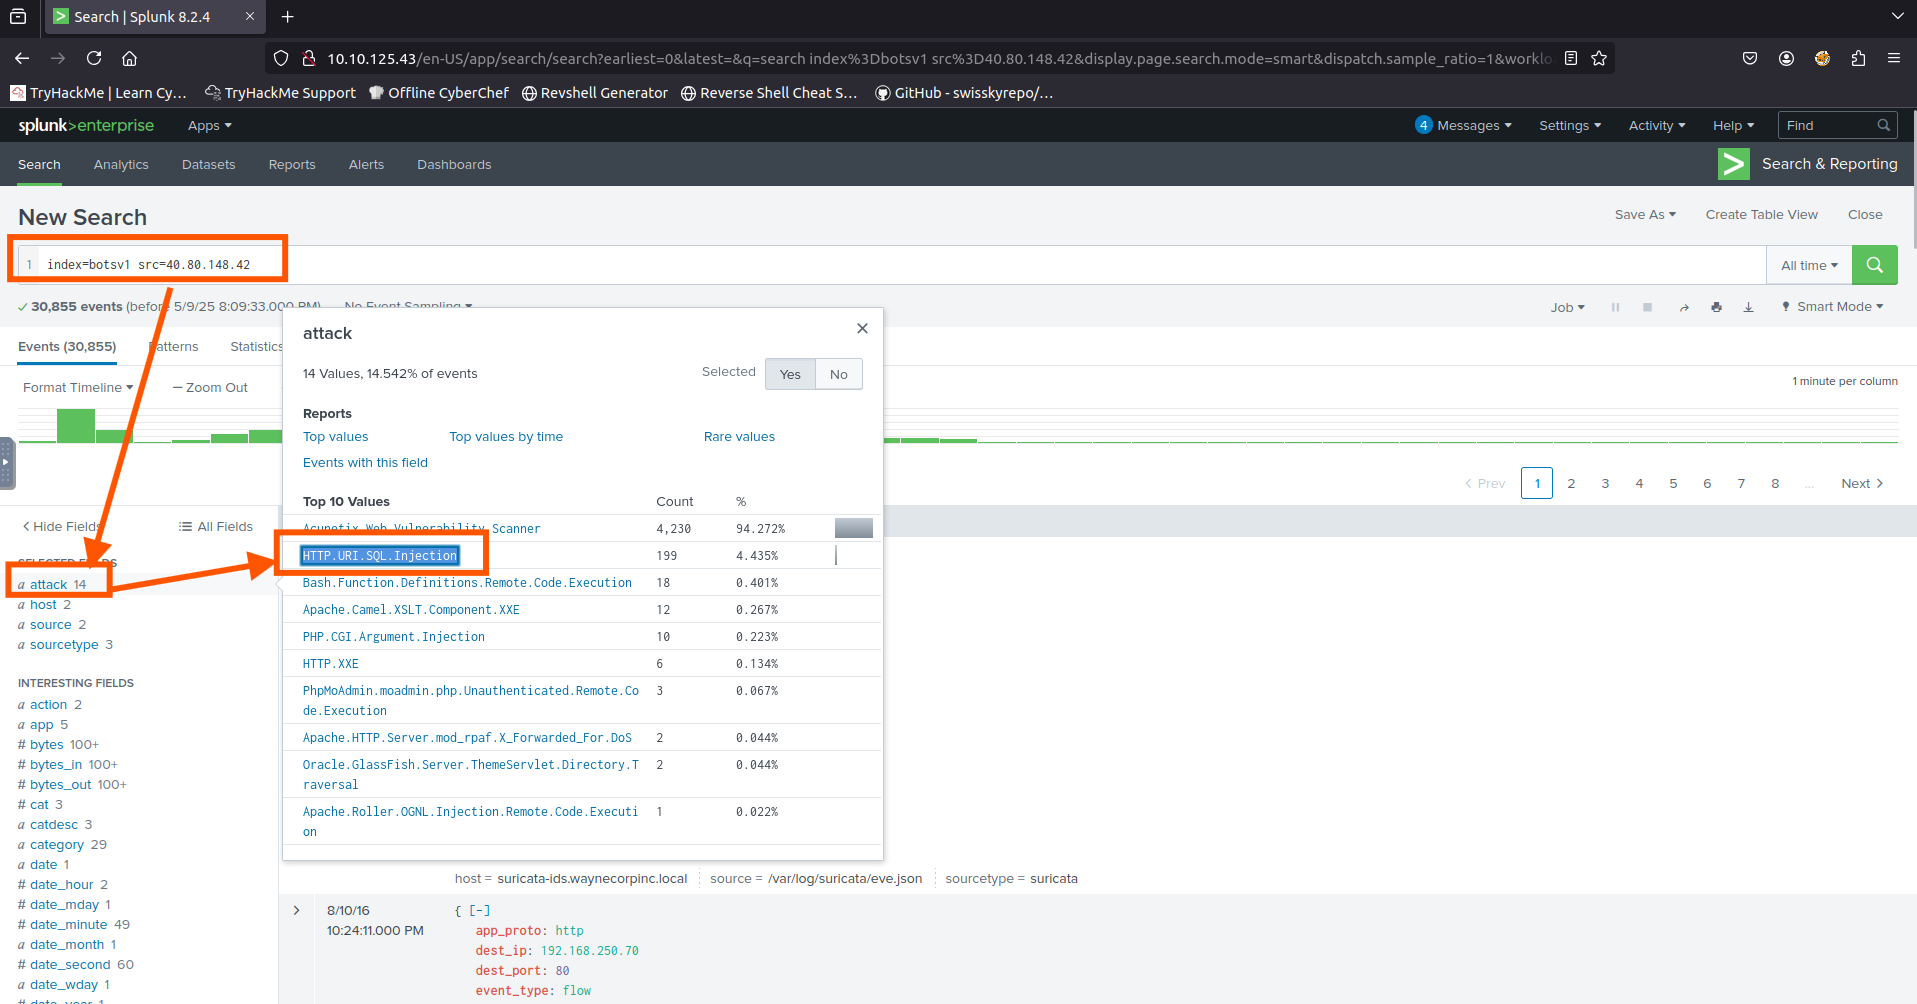 Search | Splunk 8.2.4
10.10.125.43/en-US/app/search/search?earliest=0&latest=&q=search index%3Dbotsv1 src%3D40.80.148.42&display.page.search.mode=smart&dispatch.sample_ratio=1&worklo
TryHackMe | Learn Cy... TryHackMe Support Offline CyberChef Revshell Generator Reverse Shell Cheat S... GitHub - swisskyrepo/...
splunk>enterprise Apps 4 Messages Settings Activity Help Find
Search Analytics Datasets Reports Alerts Dashboards Search & Reporting
New Search Save As Create Table View Close
1 index=botsv1 src=40.80.148.42 All time
30,855 events (before 5/9/25 8:09:33.000 PM) No Event Sampling Job Smart Mode
Events (30,855) Patterns Statistics
Format Timeline — Zoom Out 1 minute per column
attack
14 Values, 14.542% of events Selected Yes No
Reports
Top values Top values by time Rare values
Events with this field
< Prev 1 2 3 4 5 6 7 8 ... Next >
Top 10 Values Count %
Acunetix.Web.Vulnerability.Scanner 4,230 94.272%
HTTP.URI.SQL.Injection 199 4.435%
Bash.Function.Definitions.Remote.Code.Execution 18 0.401%
Apache.Camel.XSLT.Component.XXE 12 0.267%
PHP.CGI.Argument.Injection 10 0.223%
HTTP.XXE 6 0.134%
PhpMoAdmin.moadmin.php.Unauthenticated.Remote.Co 3 0.067%
de.Execution
Apache.HTTP.Server.mod_rpaf.X_Forwarded_For.DoS 2 0.044%
Oracle.GlassFish.Server.ThemeServlet.Directory.T 2 0.044%
raversal
Apache.Roller.OGNL.Injection.Remote.Code.Executi 1 0.022%
on
< Hide Fields All Fields
SELECTED FIELDS
a attack 14
a host 2
a source 2
a sourcetype 3
INTERESTING FIELDS
a action 2
a app 5
# bytes 100+
# bytes_in 100+
# bytes_out 100+
# cat 3
a catdesc 3
a category 29
a date 1
# date_hour 2
# date_mday 1
# date_minute 49
a date_month 1
# date_second 60
a date_wday 1
# date_year 1
host = suricata-ids.waynecorpinc.local source = /var/log/suricata/eve.json sourcetype = suricata
> 8/10/16 { [-]
10:24:11.000 PM app_proto: http
dest_ip: 192.168.250.70
dest_port: 80
event_type: flow